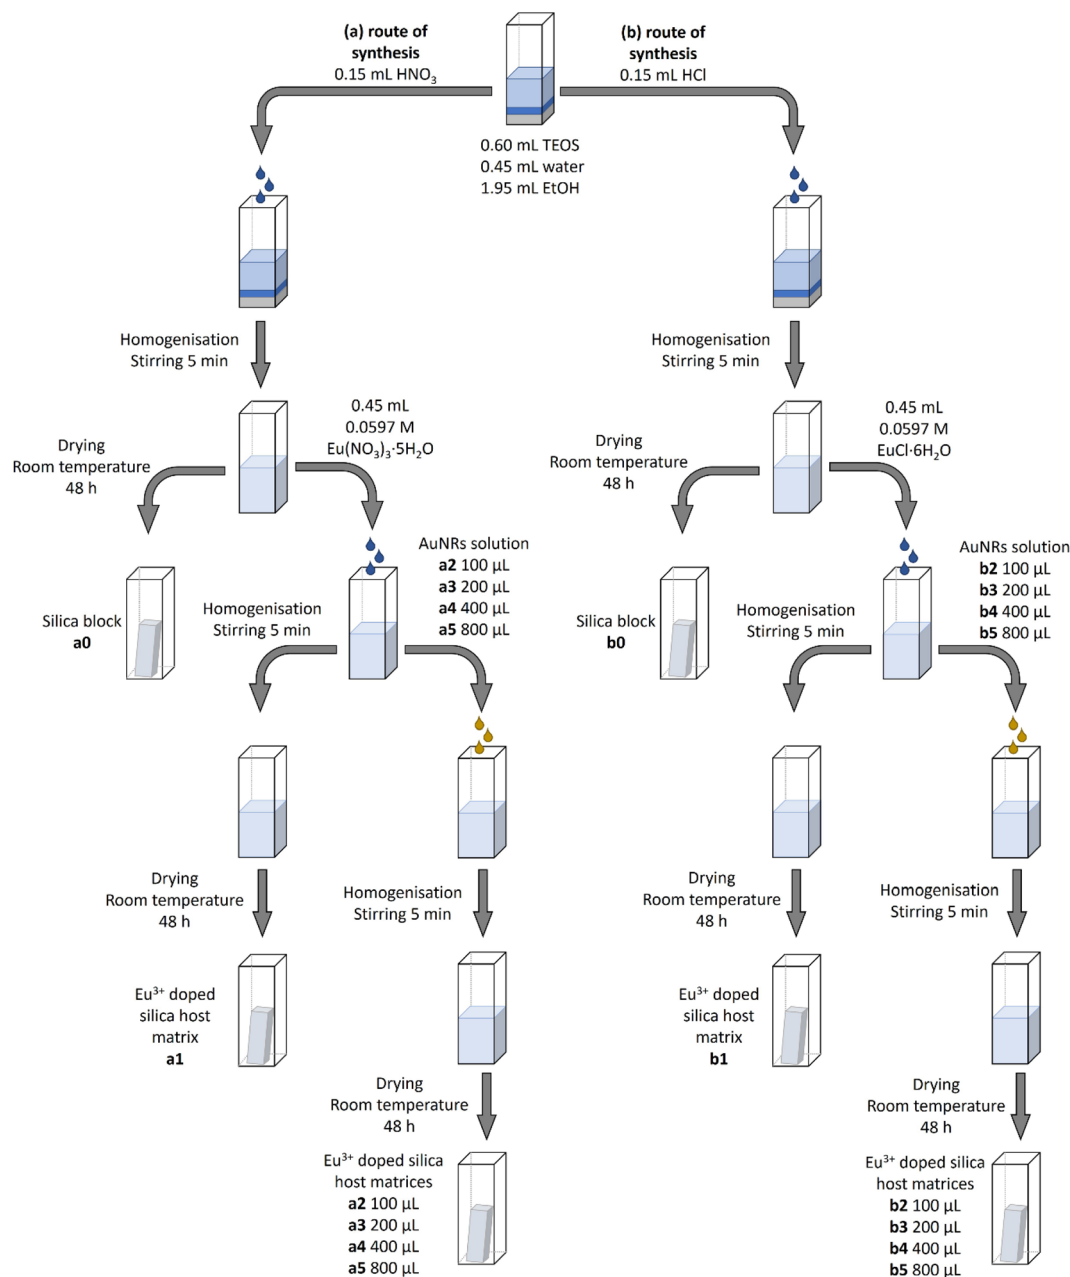 (a) route of
synthesis
0.15 mL HNO₃
(b) route of
synthesis
0.15 mL HCl
0.60 mL TEOS
0.45 mL water
1.95 mL EtOH
Homogenisation
Stirring 5 min
Homogenisation
Stirring 5 min
Drying
Room temperature
48 h
0.45 mL
0.0597 M
Eu(NO₃)₃·5H₂O
Drying
Room temperature
48 h
0.45 mL
0.0597 M
EuCl·6H₂O
Silica block
a0
Homogenisation
Stirring 5 min
AuNRs solution
a2 100 µL
a3 200 µL
a4 400 µL
a5 800 µL
Silica block
b0
Homogenisation
Stirring 5 min
AuNRs solution
b2 100 µL
b3 200 µL
b4 400 µL
b5 800 µL
Drying
Room temperature
48 h
Homogenisation
Stirring 5 min
Drying
Room temperature
48 h
Homogenisation
Stirring 5 min
Eu³⁺ doped
silica host
matrix
a1
Eu³⁺ doped
silica host
matrix
b1
Drying
Room temperature
48 h
Drying
Room temperature
48 h
Eu³⁺ doped silica
host matrices
a2 100 µL
a3 200 µL
a4 400 µL
a5 800 µL
Eu³⁺ doped silica
host matrices
b2 100 µL
b3 200 µL
b4 400 µL
b5 800 µL